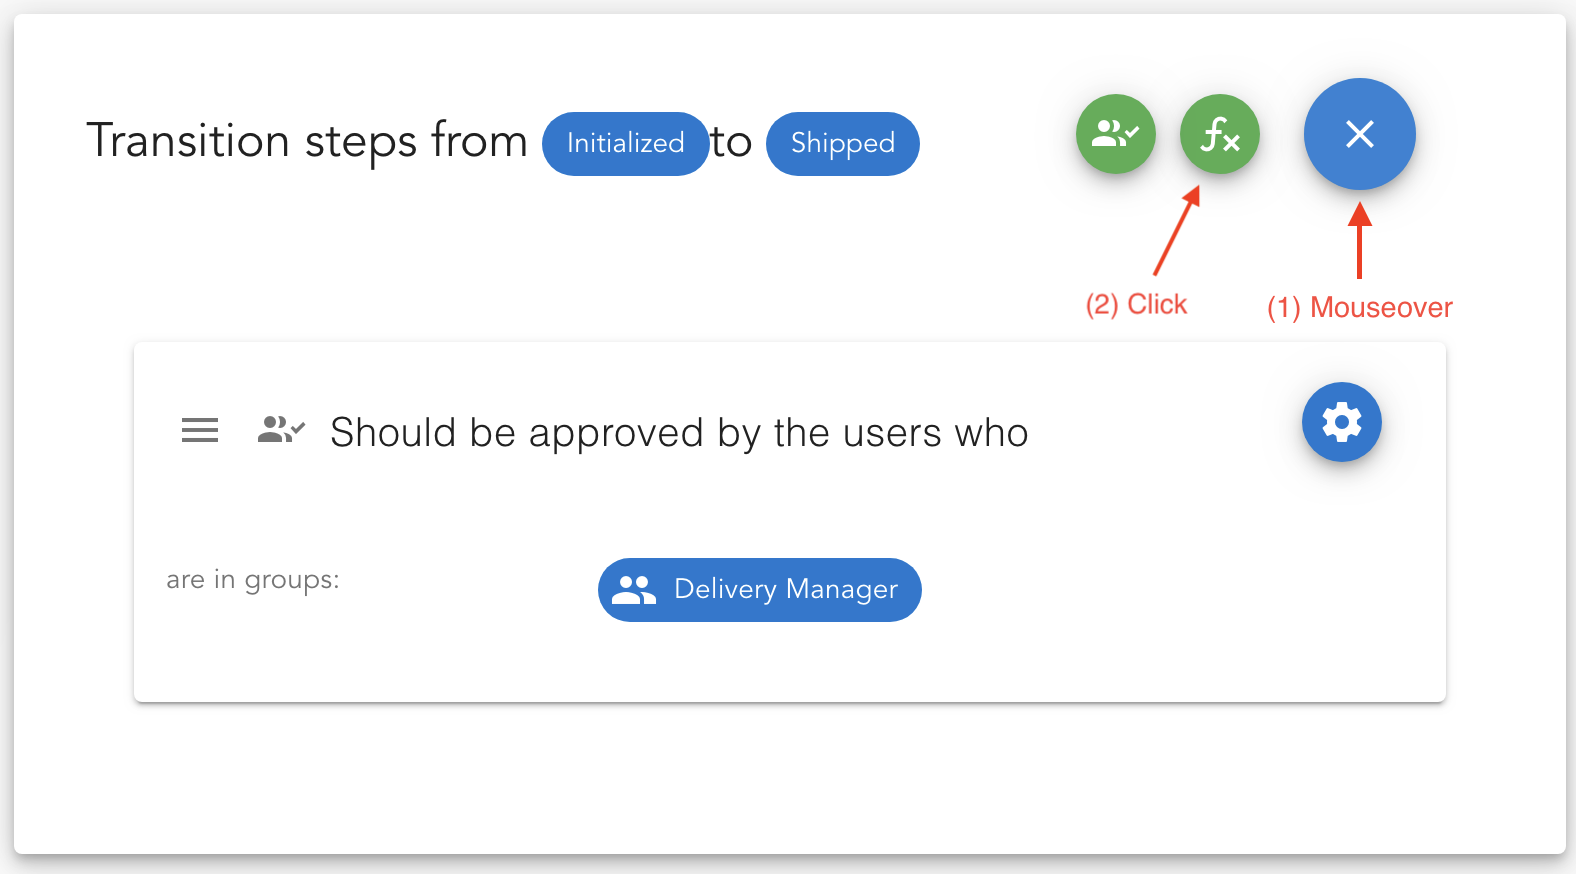 Transition steps from Initialized to Shipped
(2) Click
(1) Mouseover
Should be approved by the users who
are in groups:
Delivery Manager